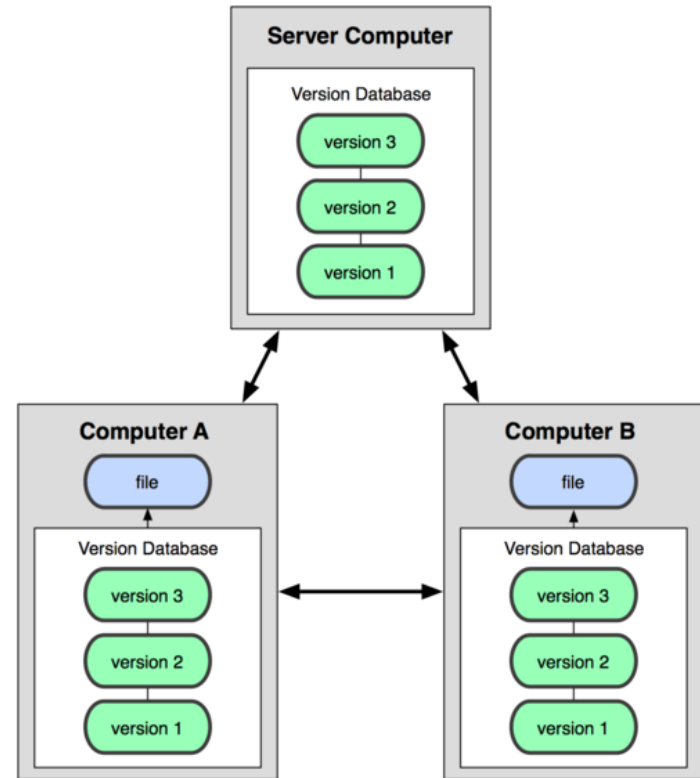 Server Computer
Version Database
version 3
version 2
version 1
Computer A
file
Version Database
version 3
version 2
version 1
Computer B
file
Version Database
version 3
version 2
version 1